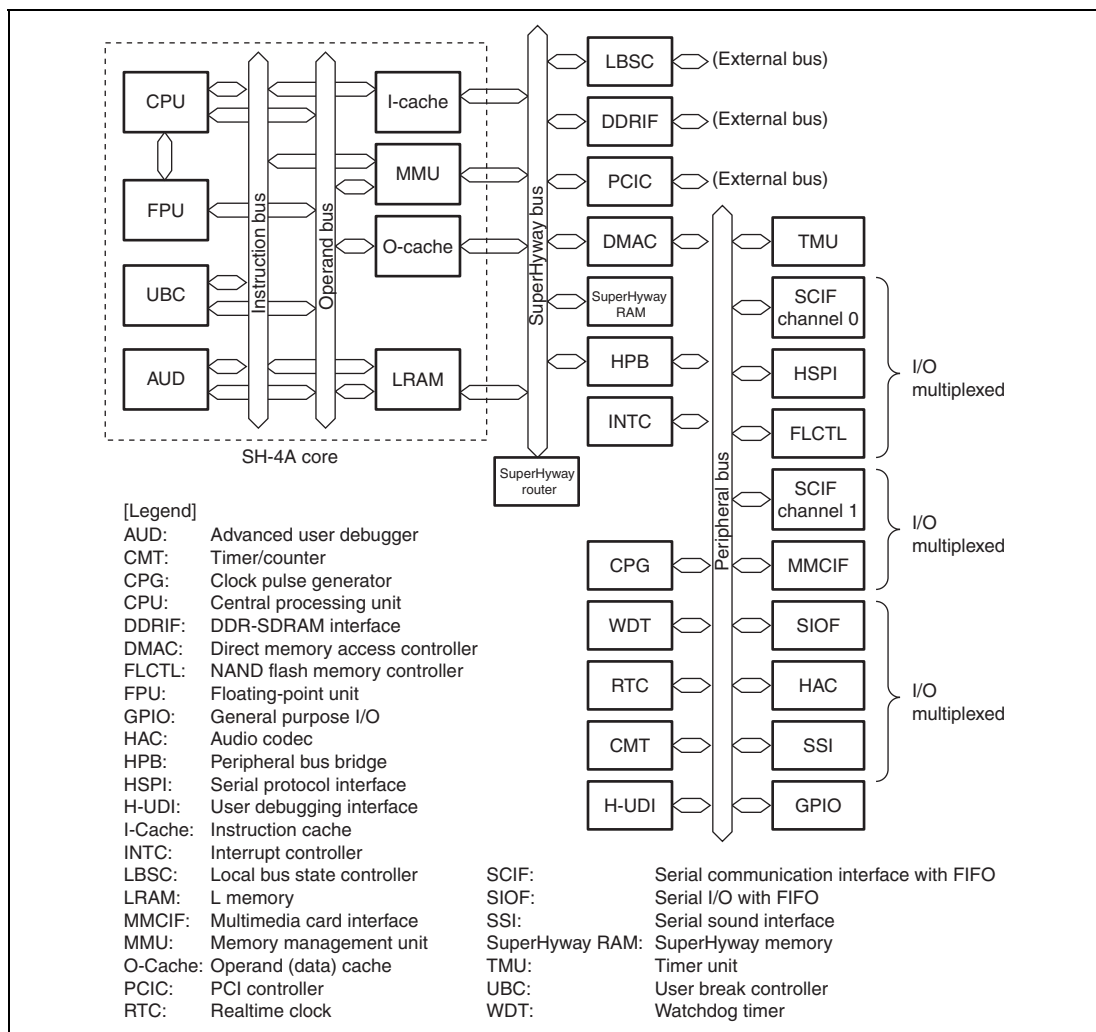 CPU
FPU
UBC
AUD
Instruction bus
Operand bus
I-cache
MMU
O-cache
LRAM
SH-4A core
SuperHyway bus
SuperHyway
router
LBSC
(External bus)
DDRIF
(External bus)
PCIC
(External bus)
DMAC
SuperHyway
RAM
HPB
INTC
CPG
WDT
RTC
CMT
H-UDI
Peripheral bus
TMU
SCIF
channel 0
HSPI
FLCTL
I/O
multiplexed
SCIF
channel 1
MMCIF
I/O
multiplexed
SIOF
HAC
SSI
I/O
multiplexed
GPIO
[Legend]
AUD: Advanced user debugger
CMT: Timer/counter
CPG: Clock pulse generator
CPU: Central processing unit
DDRIF: DDR-SDRAM interface
DMAC: Direct memory access controller
FLCTL: NAND flash memory controller
FPU: Floating-point unit
GPIO: General purpose I/O
HAC: Audio codec
HPB: Peripheral bus bridge
HSPI: Serial protocol interface
H-UDI: User debugging interface
I-Cache: Instruction cache
INTC: Interrupt controller
LBSC: Local bus state controller
LRAM: L memory
MMCIF: Multimedia card interface
MMU: Memory management unit
O-Cache: Operand (data) cache
PCIC: PCI controller
RTC: Realtime clock
SCIF: Serial communication interface with FIFO
SIOF: Serial I/O with FIFO
SSI: Serial sound interface
SuperHyway RAM: SuperHyway memory
TMU: Timer unit
UBC: User break controller
WDT: Watchdog timer